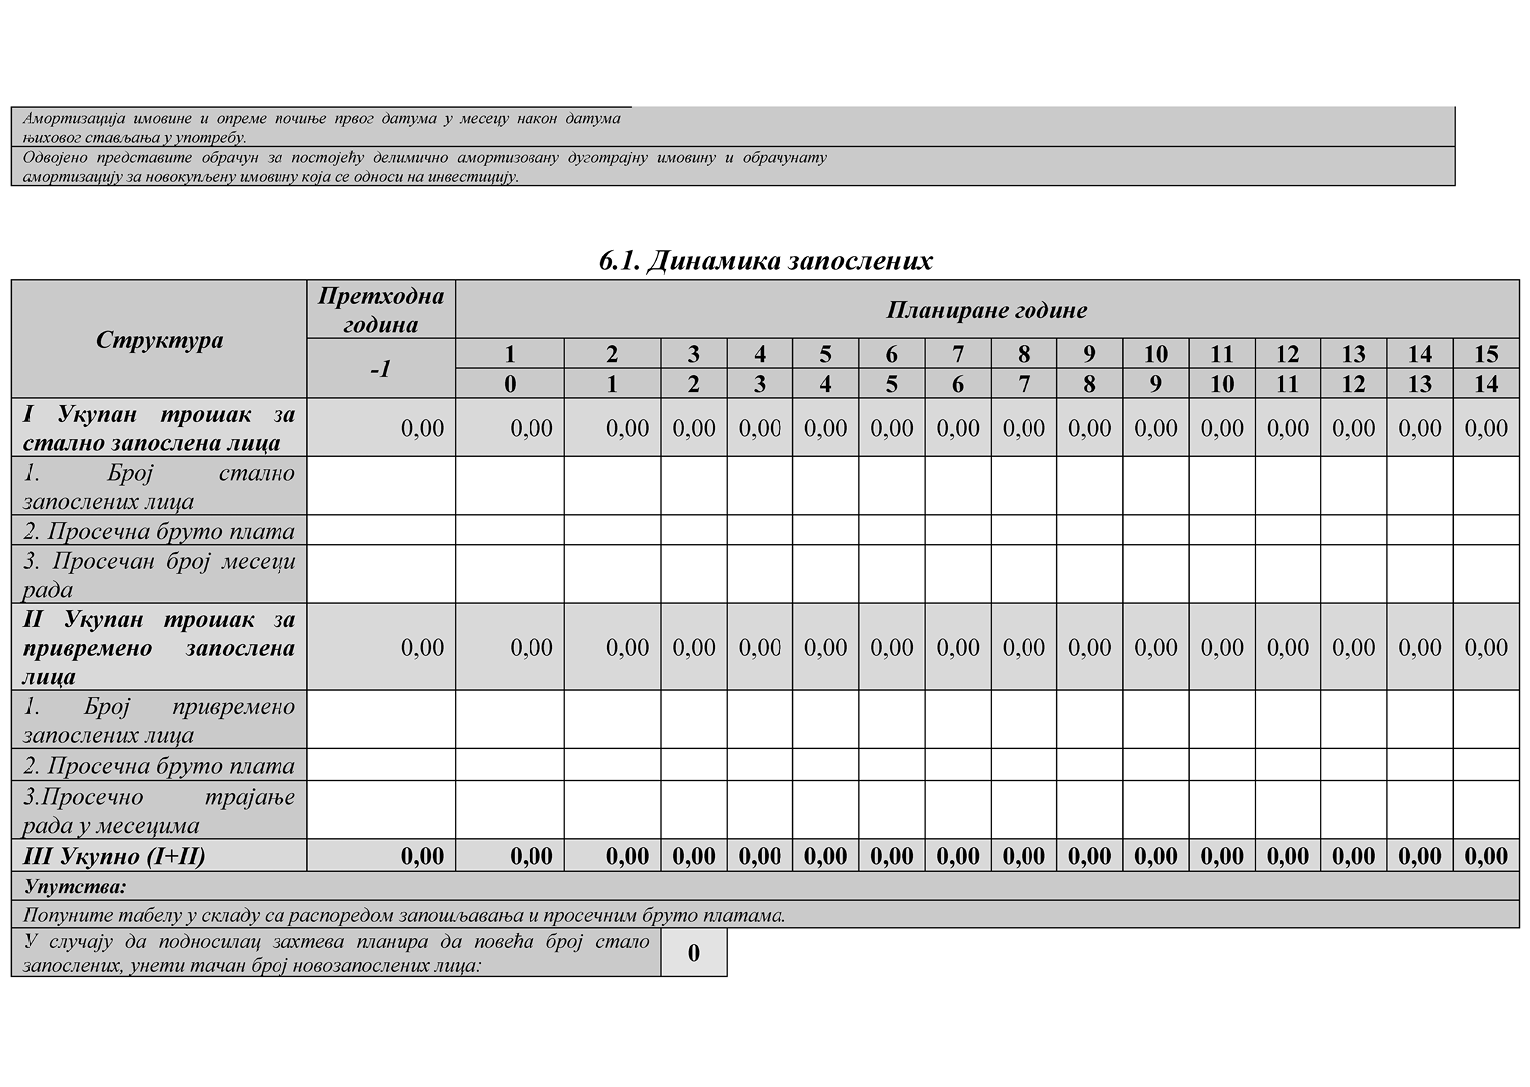 Амортизација имовине и опреме почиње првог датума у месецу након датума
њиховог стављања у употребу.
Одвојено представите обрачун за постојећу делимично амортизовану дуготрајну имовину и обрачунату
амортизацију за новокупљену имовину која се односи на инвестицију.
6.1. Динамика запослених
Структура
Претходна
година
Планиране године
-1
1 2 3 4 5 6 7 8 9 10 11 12 13 14 15
0 1 2 3 4 5 6 7 8 9 10 11 12 13 14
I Укупан трошак за
стално запослена лица
0,00 0,00 0,00 0,00 0,00 0,00 0,00 0,00 0,00 0,00 0,00 0,00 0,00 0,00 0,00 0,00
1. Број стално
запослених лица
2. Просечна бруто плата
3. Просечан број месеци
рада
II Укупан трошак за
привремено запослена
лица
0,00 0,00 0,00 0,00 0,00 0,00 0,00 0,00 0,00 0,00 0,00 0,00 0,00 0,00 0,00 0,00
1. Број привремено
запослених лица
2. Просечна бруто плата
3.Просечно трајање
рада у месецима
III Укупно (I+II) 0,00 0,00 0,00 0,00 0,00 0,00 0,00 0,00 0,00 0,00 0,00 0,00 0,00 0,00 0,00 0,00
Упутства:
Попуните табелу у складу са распоредом запошљавања и просечним бруто платама.
У случају да подносилац захтева планира да повећа број стало
запослених, унети тачан број новозапослених лица:
0